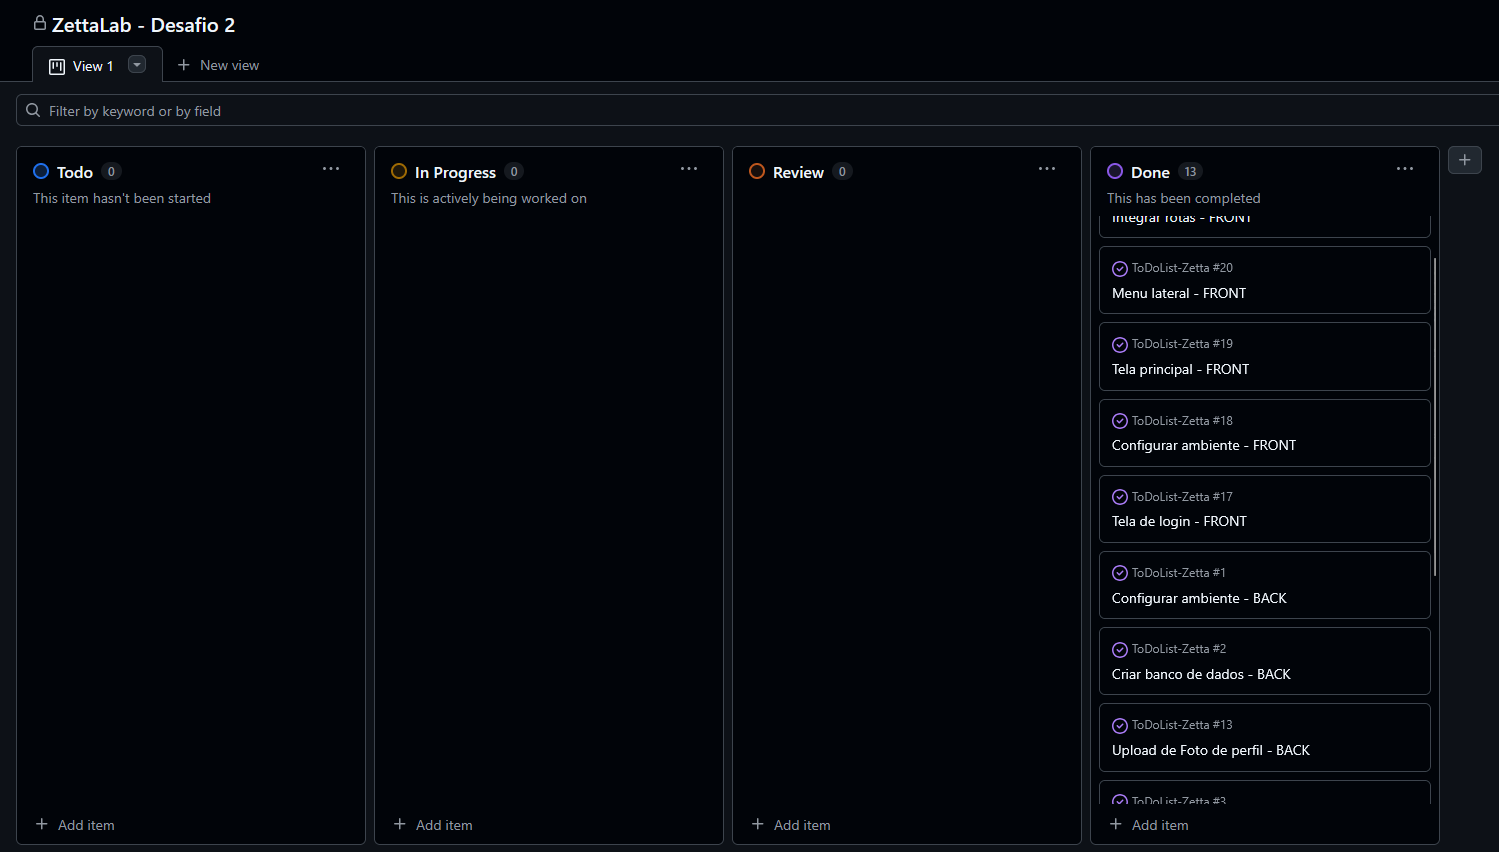 ZettaLab - Desafio 2
View 1
New view
Filter by keyword or by field
Todo 0
This item hasn't been started
Add item
In Progress 0
This is actively being worked on
Add item
Review 0
Add item
Done 13
This has been completed
Integrar rotas - FRONT
ToDoList-Zetta #20
Menu lateral - FRONT
ToDoList-Zetta #19
Tela principal - FRONT
ToDoList-Zetta #18
Configurar ambiente - FRONT
ToDoList-Zetta #17
Tela de login - FRONT
ToDoList-Zetta #1
Configurar ambiente - BACK
ToDoList-Zetta #2
Criar banco de dados - BACK
ToDoList-Zetta #13
Upload de Foto de perfil - BACK
ToDoList-Zetta #3
Add item